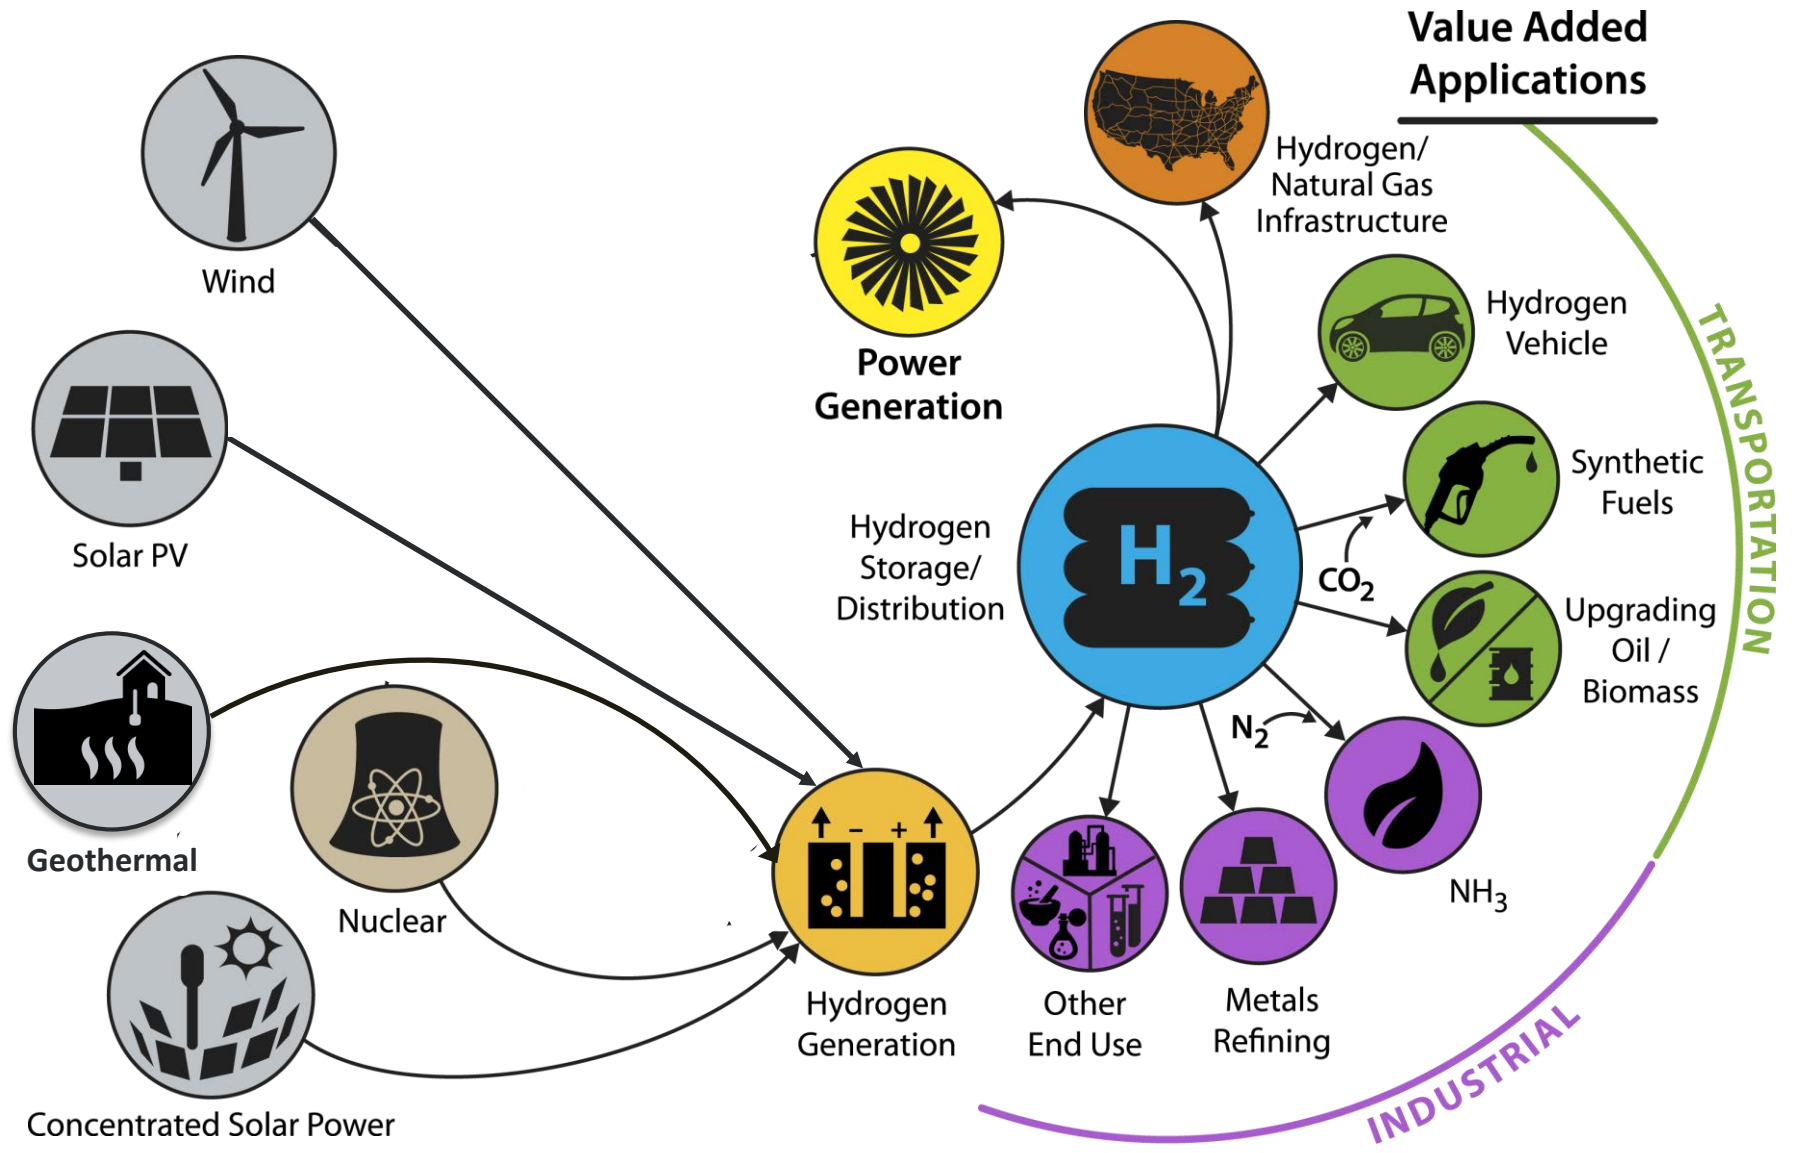 Value Added
Applications
Wind
Solar PV
Geothermal
Nuclear
Concentrated Solar Power
Power
Generation
Hydrogen/
Natural Gas
Infrastructure
Hydrogen
Vehicle
Synthetic
Fuels
Upgrading
Oil /
Biomass
Hydrogen
Storage/
Distribution
H₂
CO₂
N₂
NH₃
− +
Hydrogen
Generation
Other
End Use
Metals
Refining
TRANSPORTATION
INDUSTRIAL